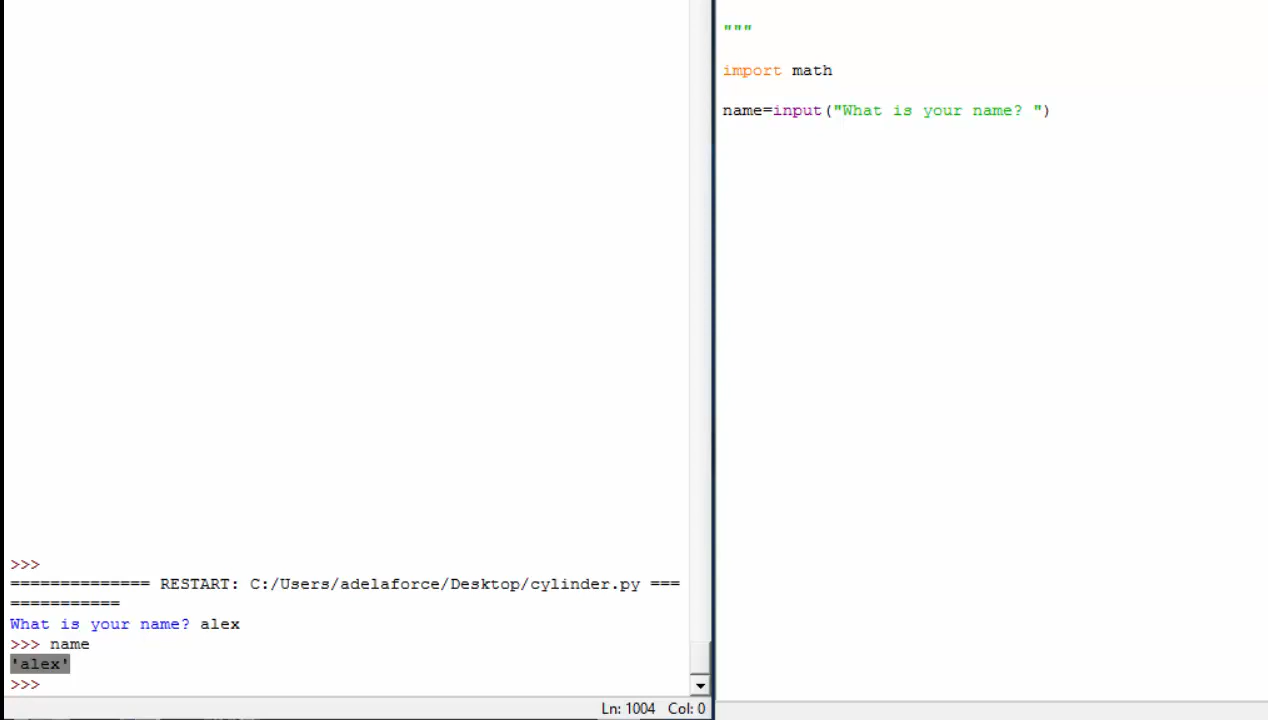 >>>
============== RESTART: C:/Users/adelaforce/Desktop/cylinder.py ===
===========
What is your name? alex
>>> name
'alex'
>>>
Ln: 1004 Col: 0
"""
import math
name=input("What is your name? ")